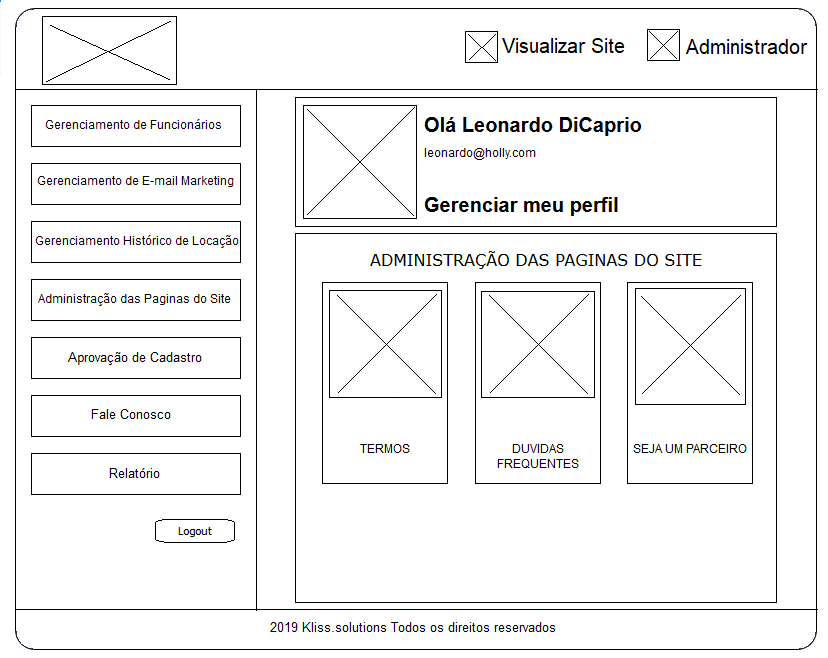 Visualizar Site
Administrador
Gerenciamento de Funcionários
Gerenciamento de E-mail Marketing
Gerenciamento Histórico de Locação
Administração das Paginas do Site
Aprovação de Cadastro
Fale Conosco
Relatório
Logout
Olá Leonardo DiCaprio
leonardo@holly.com
Gerenciar meu perfil
ADMINISTRAÇÃO DAS PAGINAS DO SITE
TERMOS
DUVIDAS
FREQUENTES
SEJA UM PARCEIRO
2019 Kliss.solutions Todos os direitos reservados